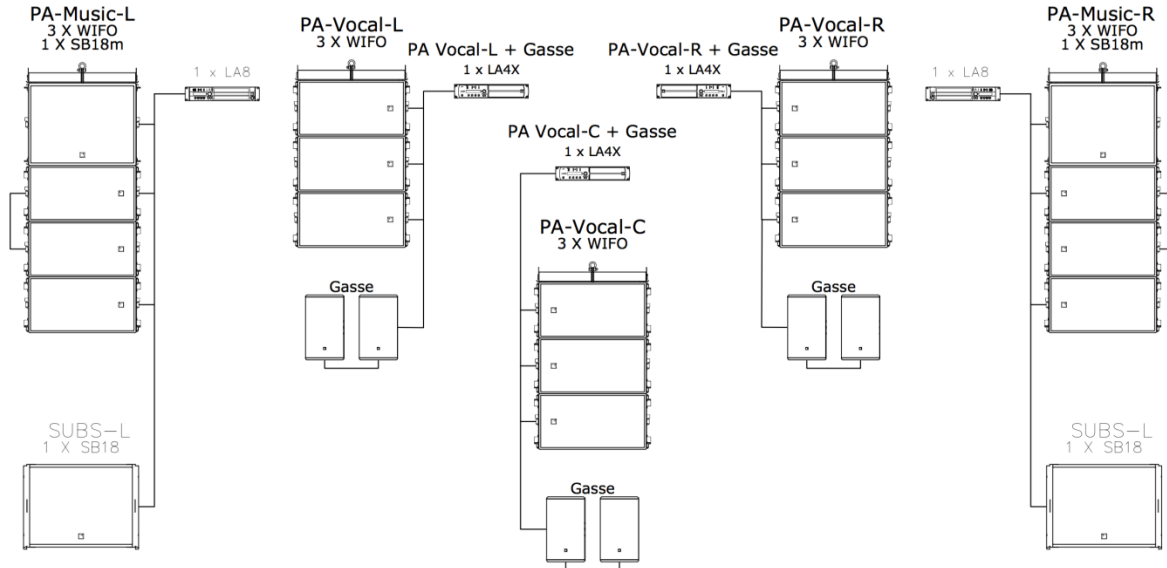 PA-Music-L
3 X WIFO
1 X SB18m
1 x LA8
PA-Vocal-L
3 X WIFO
PA Vocal-L + Gasse
1 x LA4X
PA-Vocal-R + Gasse
1 x LA4X
PA-Vocal-R
3 X WIFO
1 x LA8
PA-Music-R
3 X WIFO
1 X SB18m
PA Vocal-C + Gasse
1 x LA4X
PA-Vocal-C
3 X WIFO
Gasse
Gasse
SUBS-L
1 X SB18
Gasse
SUBS-L
1 X SB18